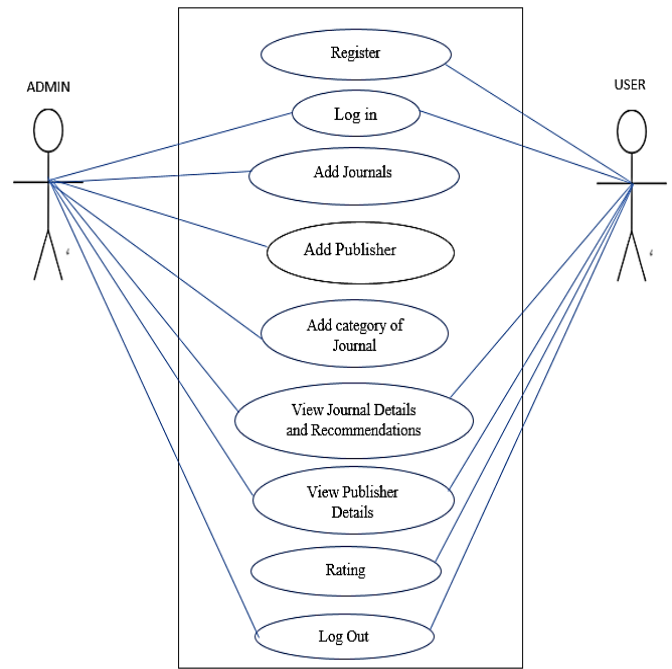 ADMIN
USER
Register
Log in
Add Journals
Add Publisher
Add category of
Journal
View Journal Details
and Recommendations
View Publisher
Details
Rating
Log Out